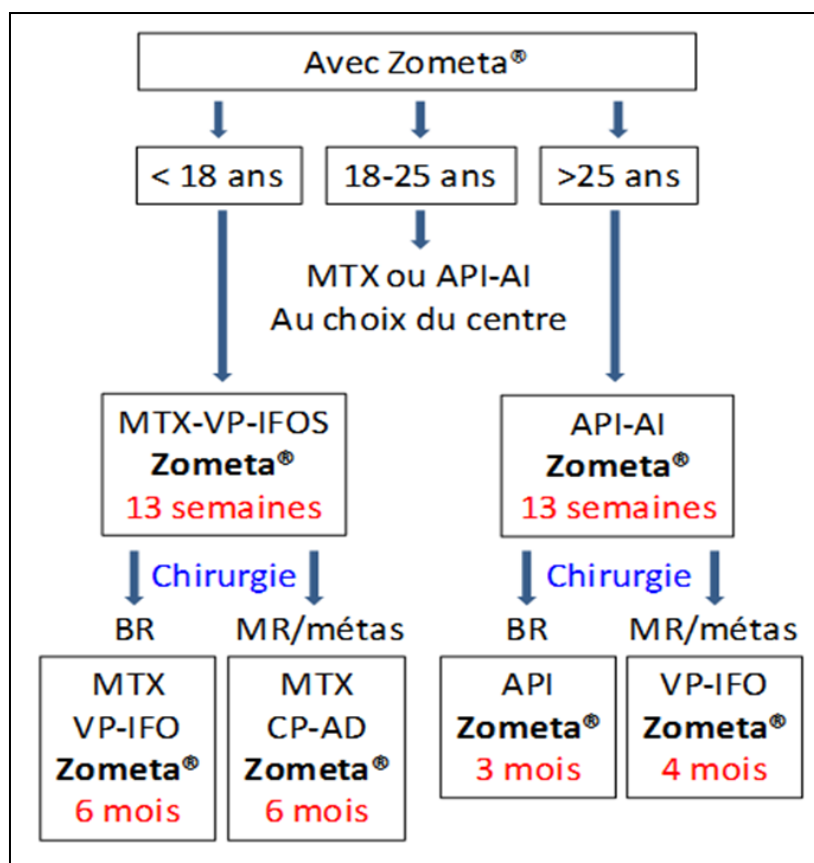 Avec Zometa®
< 18 ans
18-25 ans
>25 ans
MTX ou API-AI
Au choix du centre
MTX-VP-IFOS
Zometa®
13 semaines
API-AI
Zometa®
13 semaines
Chirurgie
Chirurgie
BR
MR/métas
BR
MR/métas
MTX
VP-IFO
Zometa®
6 mois
MTX
CP-AD
Zometa®
6 mois
API
Zometa®
3 mois
VP-IFO
Zometa®
4 mois